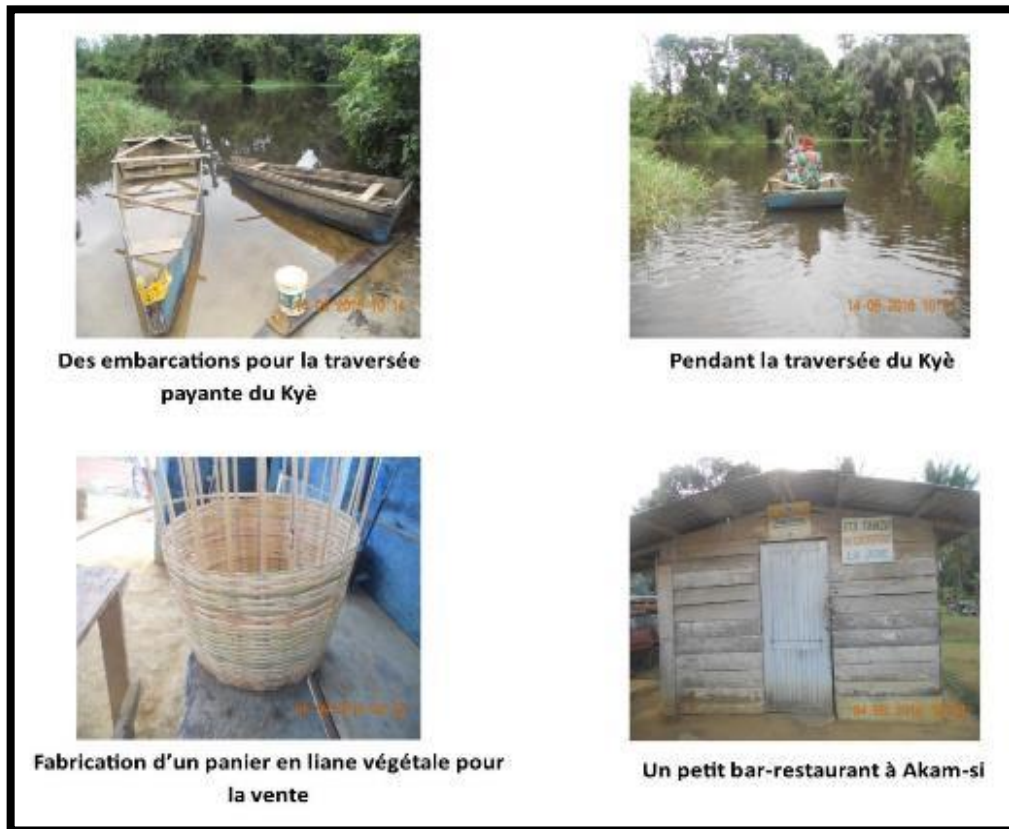 Des embarcations pour la traversée
payante du Kyè
Pendant la traversée du Kyè
Fabrication d'un panier en liane végétale pour
la vente
Un petit bar-restaurant à Akam-si